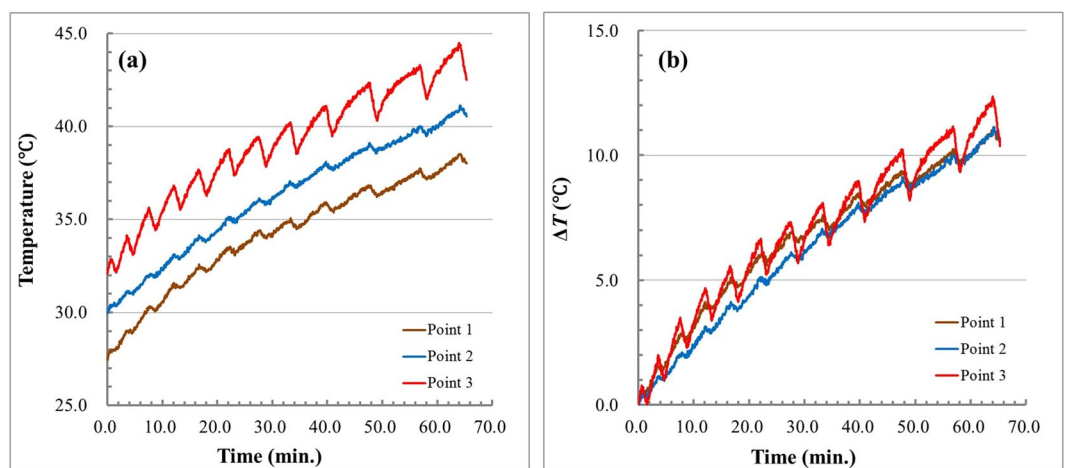 (a)
Temperature (℃)
45.0
40.0
35.0
30.0
25.0
Point 1
Point 2
Point 3
0.0 10.0 20.0 30.0 40.0 50.0 60.0 70.0
Time (min.)
(b)
ΔT (℃)
15.0
10.0
5.0
0.0
Point 1
Point 2
Point 3
0.0 10.0 20.0 30.0 40.0 50.0 60.0 70.0
Time (min.)